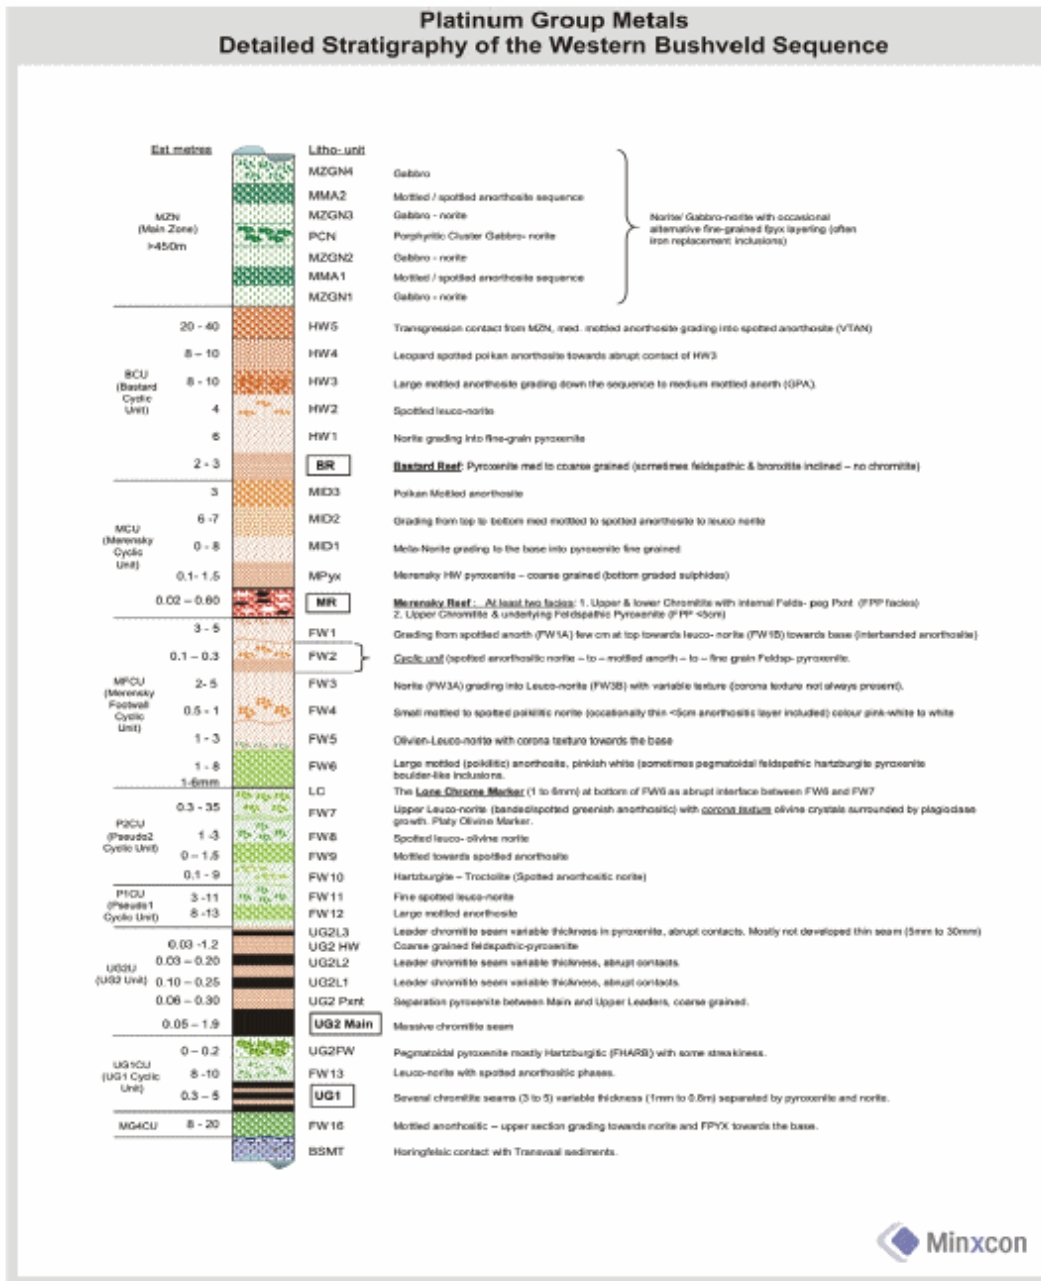 Platinum Group Metals
Detailed Stratigraphy of the Western Bushveld Sequence
Est metres
Litho- unit
MZN
(Main Zone)
>450m
MZGN4 Gabbro
MMA2 Mottled / spotted anorthosite sequence
MZGN3 Gabbro - norite
PCN Porphyritic Cluster Gabbro- norite
MZGN2 Gabbro - norite
MMA1 Mottled / spotted anorthosite sequence
MZGN1 Gabbro - norite
Norite/ Gabbro-norite with occasional
alternative fine-grained fpyx layering (often
iron replacement inclusions)
BCU
(Bastard
Cyclic
Unit)
20 - 40 HW5 Transgression contact from MZN, med. mottled anorthosite grading into spotted anorthosite (VTAN)
8 – 10 HW4 Leopard spotted poikan anorthosite towards abrupt contact of HW3
8 - 10 HW3 Large mottled anorthosite grading down the sequence to medium mottled anorth (GPA).
4 HW2 Spottled leuco-norite
6 HW1 Norite grading into fine-grain pyroxenite
2 - 3 BR Bastard Reef: Pyroxenite med to coarse grained (sometimes feldspathic & bronxitite inclined – no chromitite)
MCU
(Merensky
Cyclic
Unit)
3 MID3 Poikan Mottled anorthosite
6 -7 MID2 Grading from top to bottom med mottled to spotted anorthosite to leuco norite
0 - 8 MID1 Mela-Norite grading to the base into pyroxenite fine grained
0.1- 1.5 MPyx Merensky HW pyroxenite – coarse grained (bottom graded sulphides)
0.02 – 0.60 MR Merensky Reef : At least two facies: 1. Upper & lower Chromitite with internal Felds- peg Pxnt (FPP facies)
2. Upper Chromitite & underlying Feldspathic Pyroxenite (FPP <5cm)
MFCU
(Merensky
Footwall
Cyclic
Unit)
3 - 5 FW1 Grading from spotted anorth (FW1A) few cm at top towards leuco- norite (FW1B) towards base (interbanded anorthosite)
0.1 – 0.3 FW2 Cyclic unit (spotted anorthositic norite – to – mottled anorth – to – fine grain Feldsp- pyroxenite.
2- 5 FW3 Norite (FW3A) grading into Leuco-norite (FW3B) with variable texture (corona texture not always present).
0.5 - 1 FW4 Small mottled to spotted poikilitic norite (occationally thin <5cm anorthositic layer included) colour pink-white to white
1 - 3 FW5 Olivien-Leuco-norite with corona texture towards the base
1 - 8 FW6 Large mottled (poikilitic) anorthosite, pinkish white (sometimes pegmatoidal feldspathic hartzburgite pyroxenite
boulder-like inclusions.
1-6mm LC The Lone Chrome Marker (1 to 6mm) at bottom of FW6 as abrupt interface between FW6 and FW7
P2CU
(Pseudo2
Cyclic Unit)
0.3 - 35 FW7 Upper Leuco-norite (banded/spotted greenish anorthositic) with corona texture olivine crystals surrounded by plagioclase
growth. Platy Olivine Marker.
1 -3 FW8 Spotted leuco- olivine norite
0 – 1.5 FW9 Mottled towards spotted anorthosite
0.1 - 9 FW10 Hartzburgite – Troctolite (Spotted anorthositic norite)
P1CU
(Pseudo1
Cyclic Unit)
3 -11 FW11 Fine spotted leuco-norite
8 -13 FW12 Large mottled anorthosite
UG2U
(UG2 Unit)
UG2L3 Leader chromitite seam variable thickness in pyroxenite, abrupt contacts. Mostly not developed thin seam (5mm to 30mm)
0.03 -1.2 UG2 HW Coarse grained feldspathic-pyroxenite
0.03 – 0.20 UG2L2 Leader chromitite seam variable thickness, abrupt contacts.
0.10 – 0.25 UG2L1 Leader chromitite seam variable thickness, abrupt contacts.
0.06 – 0.30 UG2 Pxnt Separation pyroxenite between Main and Upper Leaders, coarse grained.
0.05 – 1.9 UG2 Main Massive chromitite seam
UG1CU
(UG1 Cyclic
Unit)
0 – 0.2 UG2FW Pegmatoidal pyroxenite mostly Hartzburgitic (FHARB) with some streakiness.
8 -10 FW13 Leuco-norite with spotted anorthositic phases.
0.3 – 5 UG1 Several chromitite seams (3 to 5) variable thickness (1mm to 0.8m) separated by pyroxenite and norite.
MG4CU 8 - 20 FW16 Mottled anorthositic – upper section grading towards norite and FPYX towards the base.
BSMT Horingfelsic contact with Transvaal sediments.
Minxcon